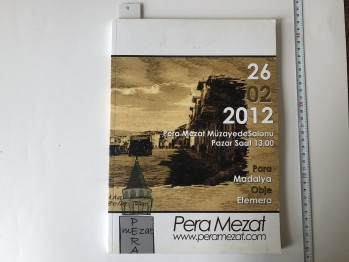 26
02
2012
Pera Mezat MüzayedeSalonu
Pazar Saat 13.00
Para
Madalya
Obje
Efemera
Pera Mezat
www.peramezat.com
PERA
mezat